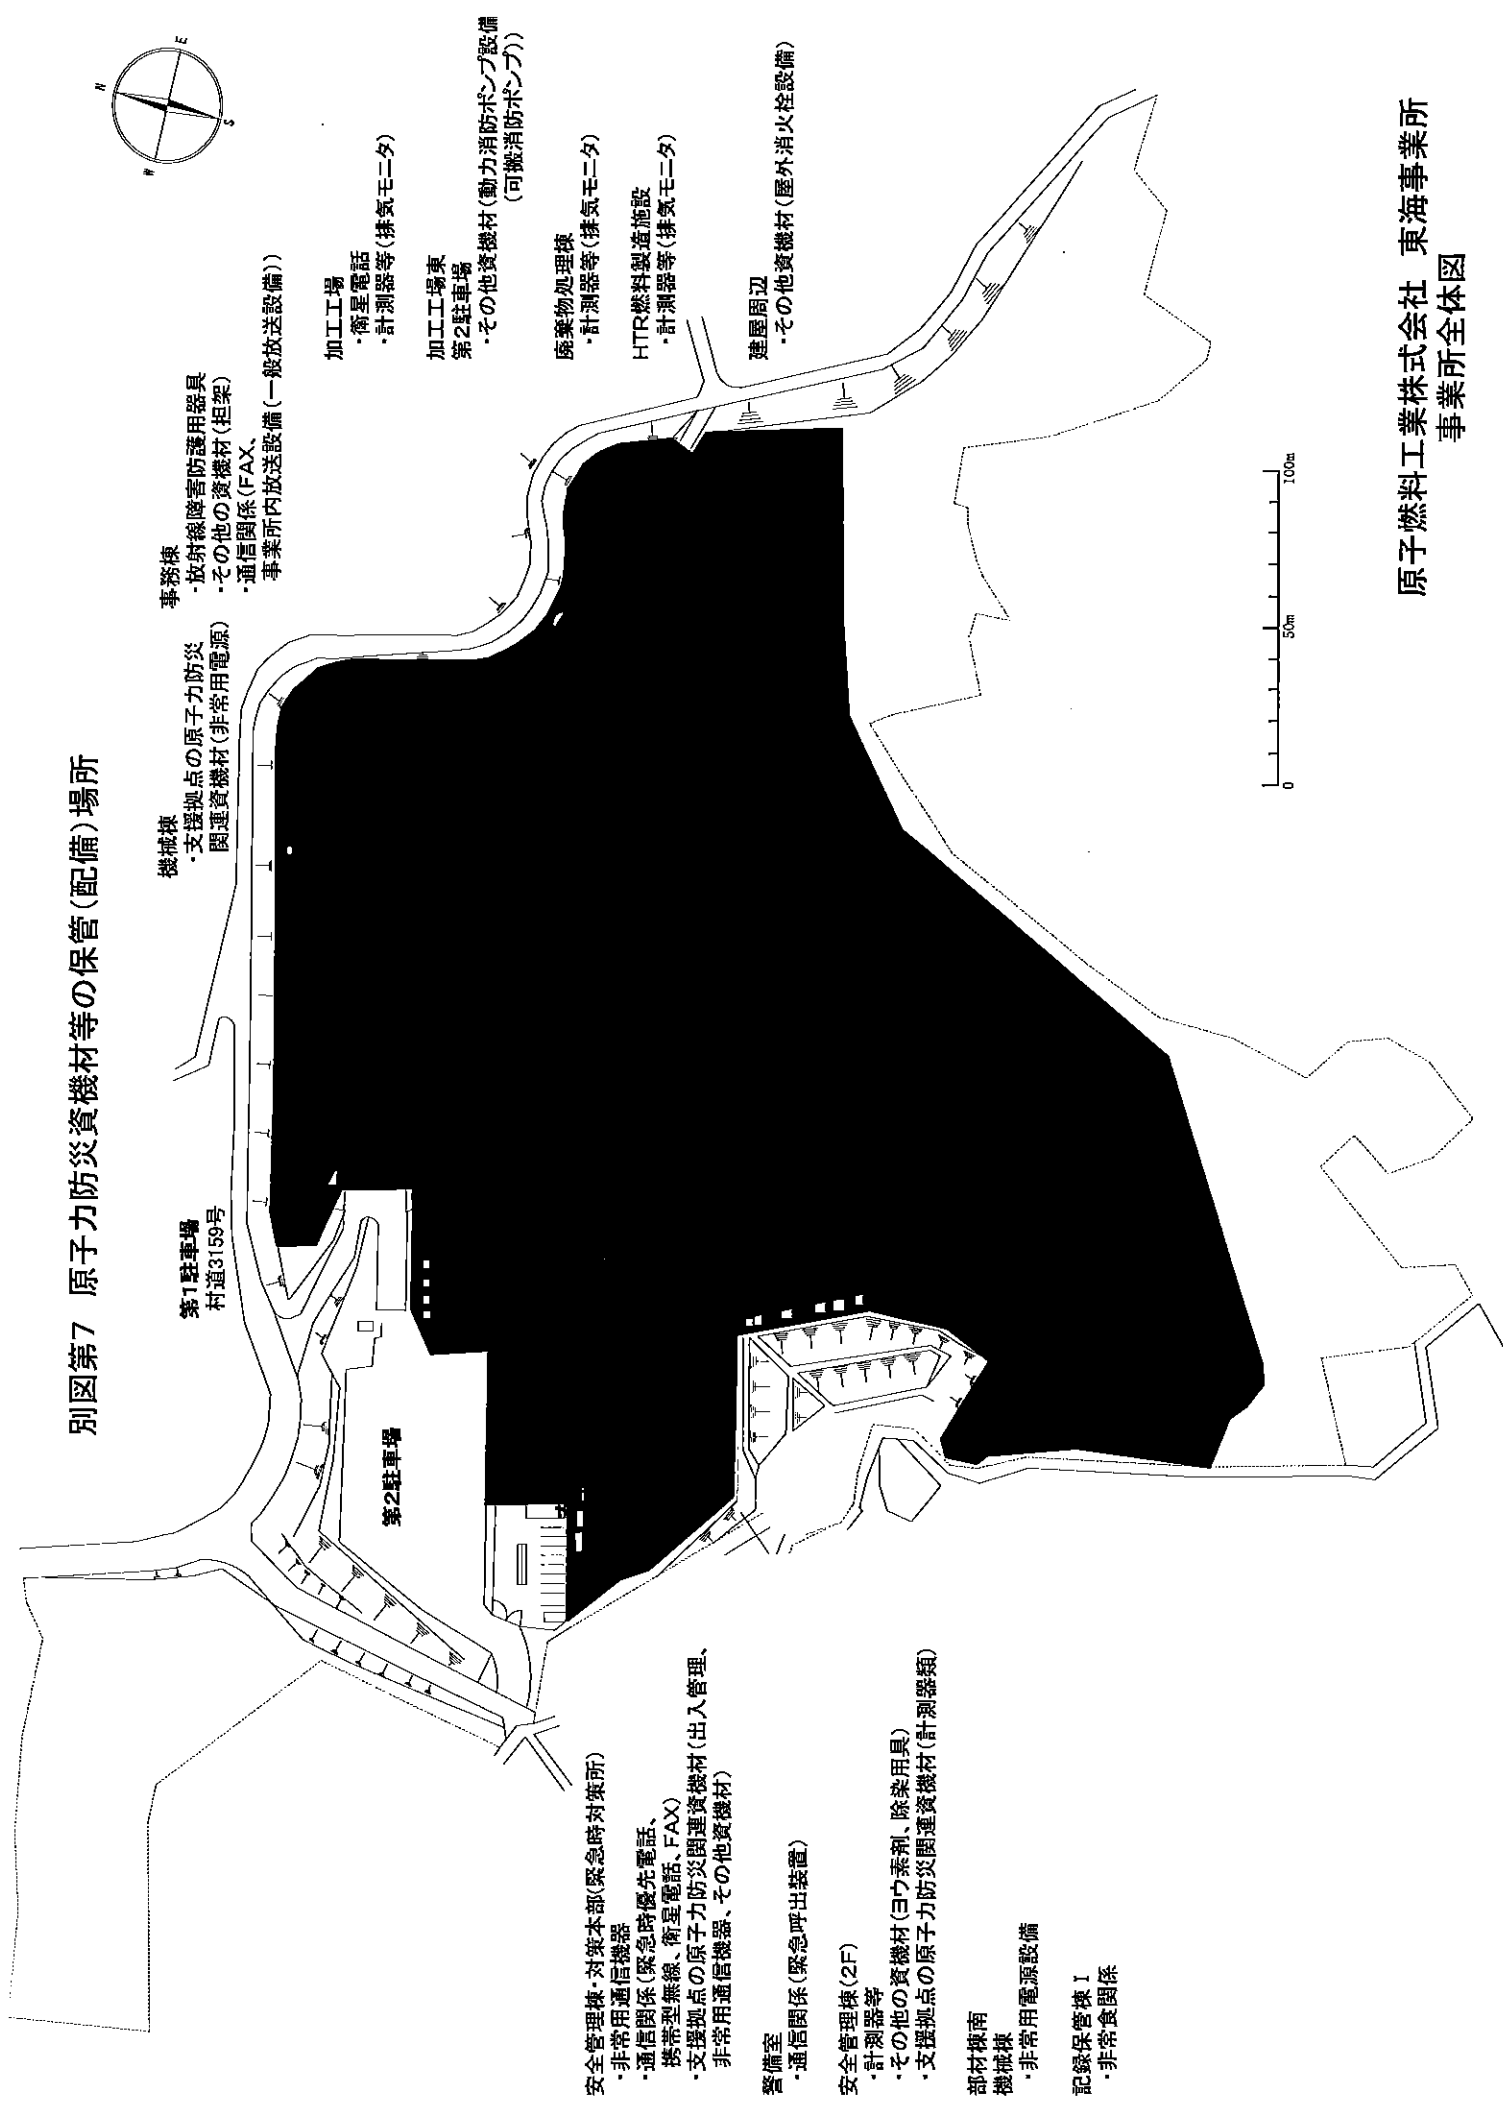 別図第7 原子力防災資機材等の保管(配備)場所
安全管理棟・対策本部(緊急時対策所)
・非常用通信機器
・通信関係(緊急時優先電話、
携帯型無線、衛星電話、FAX)
・支援拠点の原子力防災関連資機材(出入管理、
非常用通信機器、その他資機材)
警備室
・通信関係(緊急呼出装置)
安全管理棟(2F)
・計測器等
・その他の資機材(ヨウ素剤、除染用具)
・支援拠点の原子力防災関連資機材(計測器類)
部材棟南
機械棟
・非常用電源設備
記録保管棟Ⅰ
・非常食関係
第1駐車場
村道3159号
第2駐車場
機械棟
・支援拠点の原子力防災
関連資機材(非常用電源)
事務棟
・放射線障害防護用器具
・その他の資機材(担架)
・通信関係(FAX、
事業所内放送設備(一般放送設備))
加工工場
・衛星電話
・計測器等(排気モニタ)
加工工場東
第2駐車場
・その他資機材(動力消防ポンプ設備
(可搬消防ポンプ))
廃棄物処理棟
・計測器等(排気モニタ)
HTR燃料製造施設
・計測器等(排気モニタ)
建屋周辺
・その他資機材(屋外消火栓設備)
N
E
S
0
50m
100m
原子燃料工業株式会社 東海事業所
事業所全体図